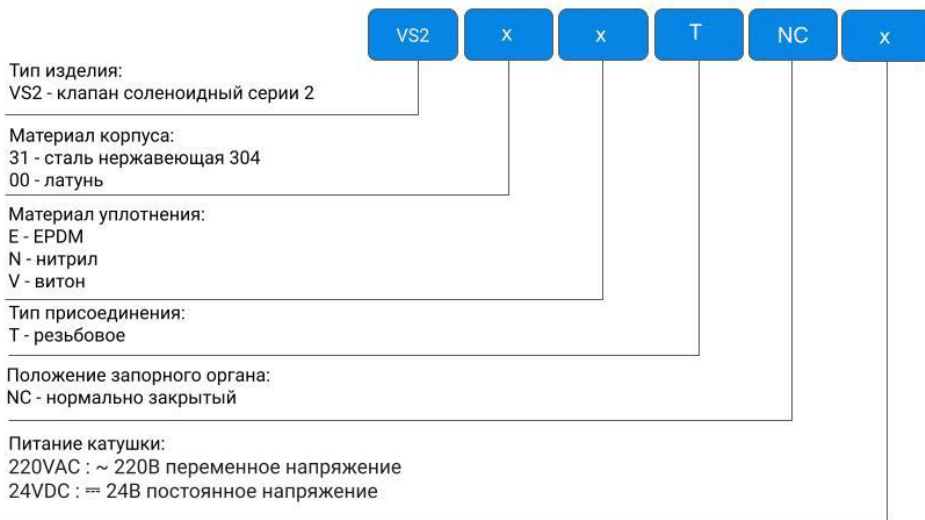 VS2 x x T NC x
Тип изделия:
VS2 - клапан соленоидный серии 2
Материал корпуса:
31 - сталь нержавеющая 304
00 - латунь
Материал уплотнения:
E - EPDM
N - нитрил
V - витон
Тип присоединения:
T - резьбовое
Положение запорного органа:
NC - нормально закрытый
Питание катушки:
220VAC : ~ 220В переменное напряжение
24VDC : ⎓ 24В постоянное напряжение